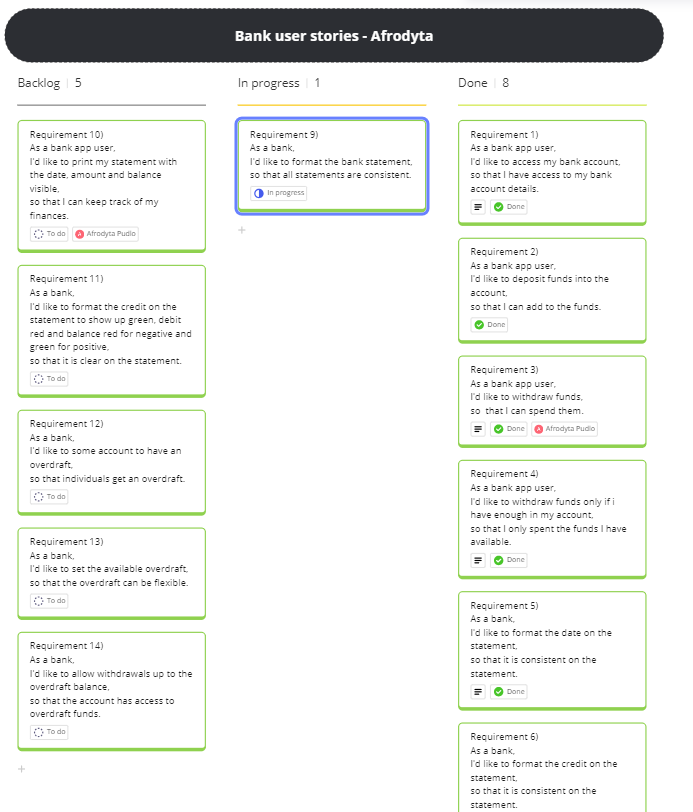 Bank user stories - Afrodyta
Backlog | 5
Requirement 10)
As a bank app user,
I'd like to print my statement with
the date, amount and balance
visible,
so that I can keep track of my
finances.
To do
A Afrodyta Pudlo
Requirement 11)
As a bank,
I'd like to format the credit on the
statement to show up green, debit
red and balance red for negative and
green for positive,
so that it is clear on the statement.
To do
Requirement 12)
As a bank,
I'd like to some account to have an
overdraft,
so that individuals get an overdraft.
To do
Requirement 13)
As a bank,
I'd like to set the available overdraft,
so that the overdraft can be flexible.
To do
Requirement 14)
As a bank,
I'd like to allow withdrawals up to the
overdraft balance,
so that the account has access to
overdraft funds.
To do
+
In progress | 1
Requirement 9)
As a bank,
I'd like to format the bank statement,
so that all statements are consistent.
In progress
+
Done | 8
Requirement 1)
As a bank app user,
I'd like to access my bank account,
so that I have access to my bank
account details.
Done
Requirement 2)
As a bank app user,
I'd like to deposit funds into the
account,
so that I can add to the funds.
Done
Requirement 3)
As a bank app user,
I'd like to withdraw funds,
so  that I can spend them.
Done
A Afrodyta Pudlo
Requirement 4)
As a bank app user,
I'd like to withdraw funds only if i
have enough in my account,
so that I only spent the funds I have
available.
Done
Requirement 5)
As a bank,
I'd like to format the date on the
statement,
so that it is consistent on the
statement.
Done
Requirement 6)
As a bank,
I'd like to format the credit on the
statement,
so that it is consistent on the
statement.